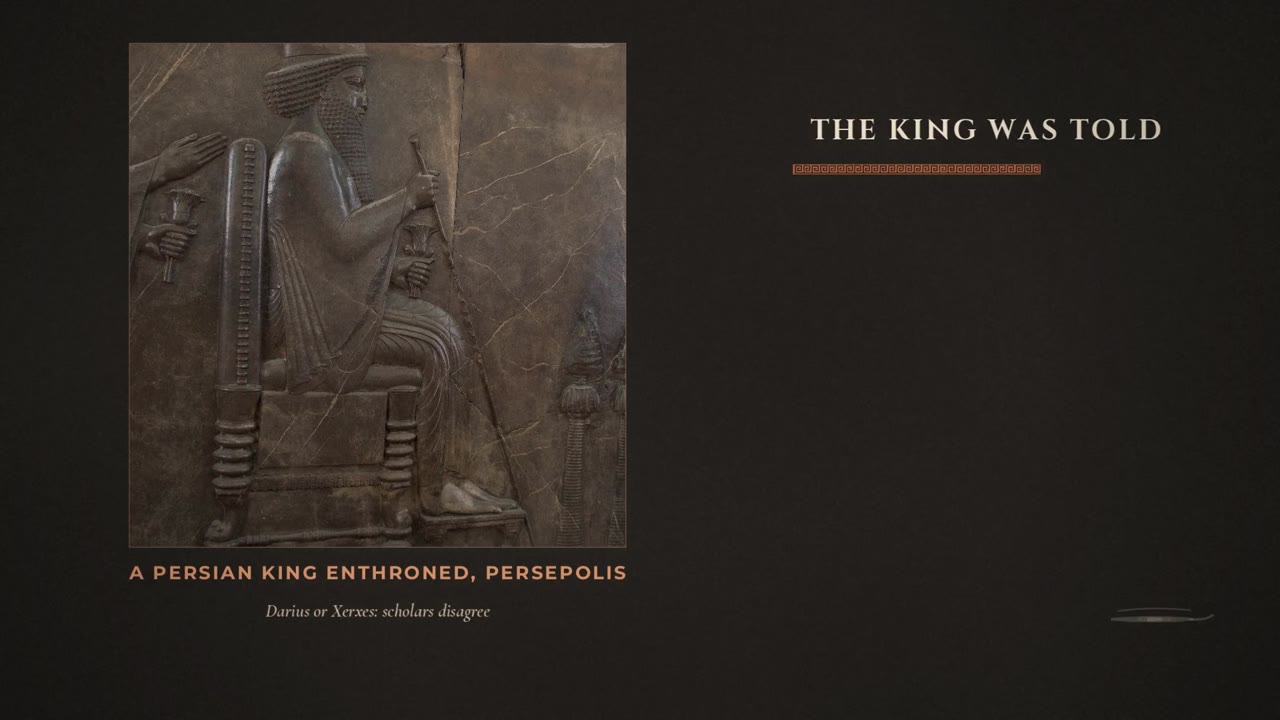 THE KING WAS TOLD
A PERSIAN KING ENTHRONED, PERSEPOLIS
Darius or Xerxes: scholars disagree